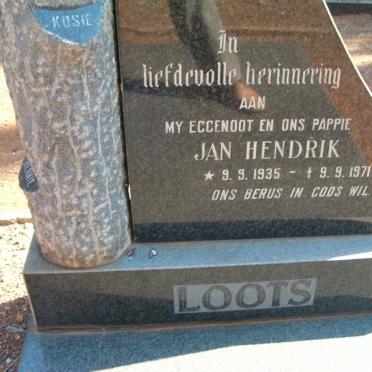 KOSIE
In
liefdevolle herinnering
AAN
MY EGGENOOT EN ONS PAPPIE
JAN HENDRIK
★ 9. 9. 1935 ~ † 9. 9. 1971
ONS BERUS IN GODS WIL
LOOTS